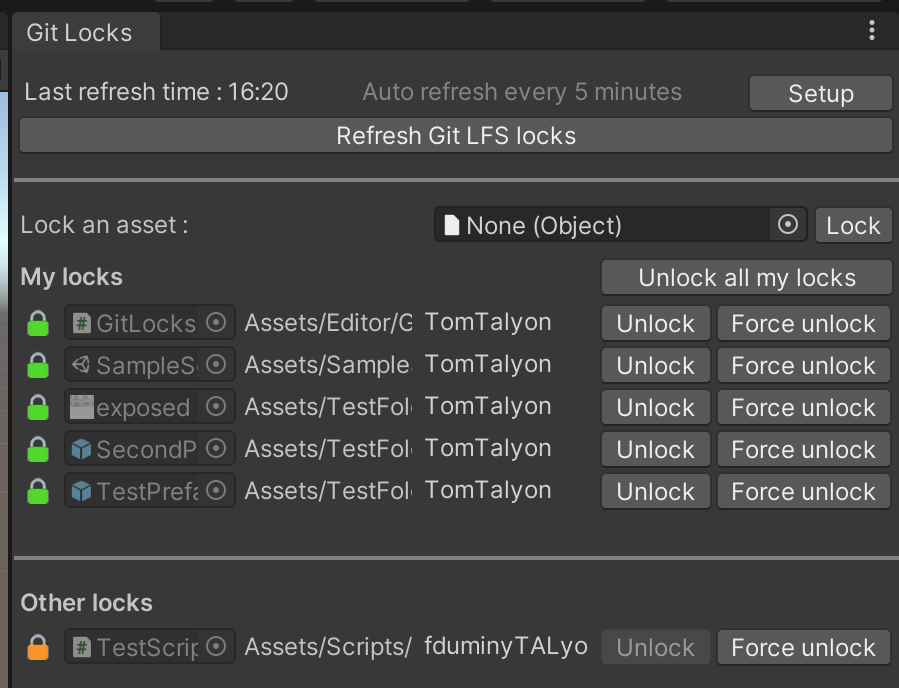 Git Locks
Last refresh time : 16:20 Auto refresh every 5 minutes Setup
Refresh Git LFS locks
Lock an asset : None (Object) Lock
My locks Unlock all my locks
GitLocks Assets/Editor/G TomTalyon Unlock Force unlock
SampleS Assets/Sample TomTalyon Unlock Force unlock
exposed Assets/TestFol TomTalyon Unlock Force unlock
SecondP Assets/TestFol TomTalyon Unlock Force unlock
TestPrefa Assets/TestFol TomTalyon Unlock Force unlock
Other locks
TestScrip Assets/Scripts/ fduminyTALyo Unlock Force unlock